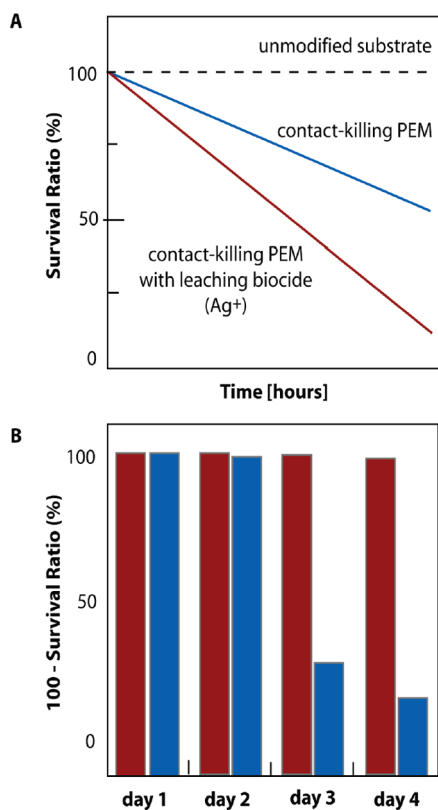 A
unmodified substrate
100
contact-killing PEM
50
contact-killing PEM
with leaching biocide
(Ag+)
0
Survival Ratio (%)
Time [hours]
B
100
50
0
100 - Survival Ratio (%)
day 1 day 2 day 3 day 4